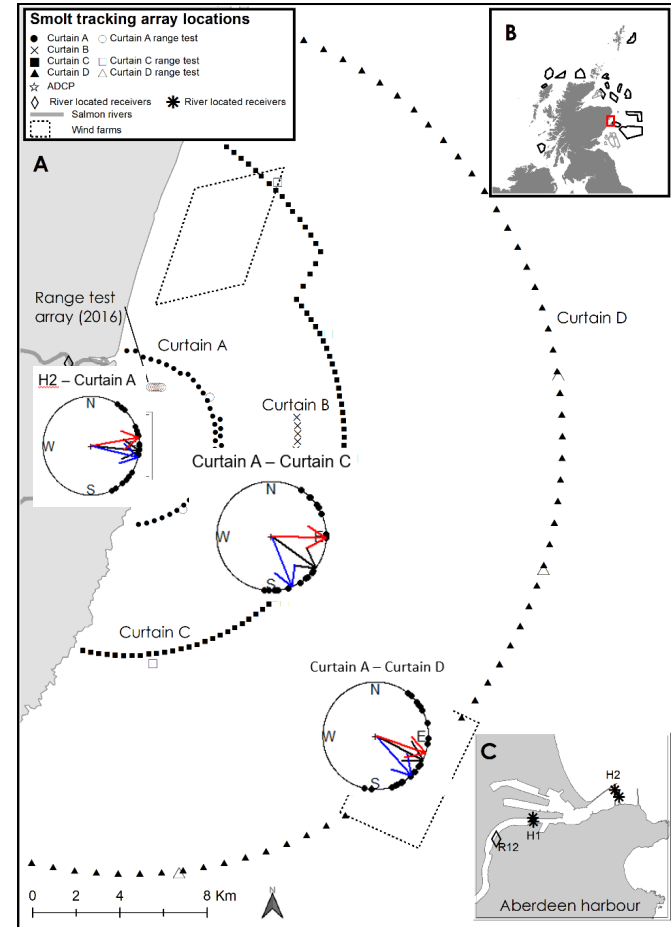 Smolt tracking array locations
Curtain A
Curtain A range test
Curtain B
Curtain C
Curtain C range test
Curtain D
Curtain D range test
ADCP
River located receivers
River located receivers
Salmon rivers
Wind farms
B
A
Range test
array (2016)
Curtain A
Curtain D
H2 – Curtain A
N
W
S
Curtain B
Curtain A – Curtain C
N
W
E
S
Curtain C
Curtain A – Curtain D
N
W
E
S
C
H2
H1
R12
Aberdeen harbour
0 2 4 8 Km
N